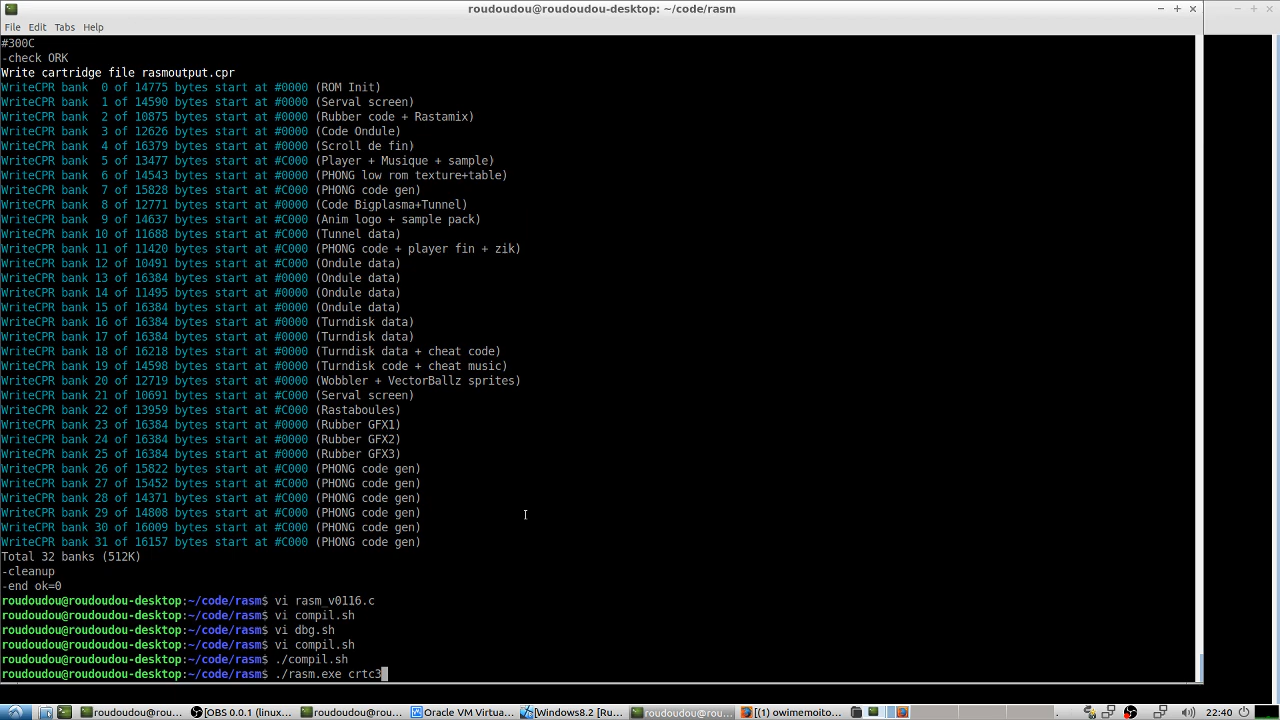 roudoudou@roudoudou-desktop: ~/code/rasm
File Edit Tabs Help
#300C
-check ORK
Write cartridge file rasmoutput.cpr
WriteCPR bank  0 of 14775 bytes start at #0000 (ROM Init)
WriteCPR bank  1 of 14590 bytes start at #0000 (Serval screen)
WriteCPR bank  2 of 10875 bytes start at #0000 (Rubber code + Rastamix)
WriteCPR bank  3 of 12626 bytes start at #0000 (Code Ondule)
WriteCPR bank  4 of 16379 bytes start at #0000 (Scroll de fin)
WriteCPR bank  5 of 13477 bytes start at #C000 (Player + Musique + sample)
WriteCPR bank  6 of 14543 bytes start at #0000 (PHONG low rom texture+table)
WriteCPR bank  7 of 15828 bytes start at #C000 (PHONG code gen)
WriteCPR bank  8 of 12771 bytes start at #0000 (Code Bigplasma+Tunnel)
WriteCPR bank  9 of 14637 bytes start at #C000 (Anim logo + sample pack)
WriteCPR bank 10 of 11688 bytes start at #0000 (Tunnel data)
WriteCPR bank 11 of 11420 bytes start at #C000 (PHONG code + player fin + zik)
WriteCPR bank 12 of 10491 bytes start at #0000 (Ondule data)
WriteCPR bank 13 of 16384 bytes start at #0000 (Ondule data)
WriteCPR bank 14 of 11495 bytes start at #0000 (Ondule data)
WriteCPR bank 15 of 16384 bytes start at #0000 (Ondule data)
WriteCPR bank 16 of 16384 bytes start at #0000 (Turndisk data)
WriteCPR bank 17 of 16384 bytes start at #0000 (Turndisk data)
WriteCPR bank 18 of 16218 bytes start at #0000 (Turndisk data + cheat code)
WriteCPR bank 19 of 14598 bytes start at #0000 (Turndisk code + cheat music)
WriteCPR bank 20 of 12719 bytes start at #0000 (Wobbler + VectorBallz sprites)
WriteCPR bank 21 of 10691 bytes start at #C000 (Serval screen)
WriteCPR bank 22 of 13959 bytes start at #C000 (Rastaboules)
WriteCPR bank 23 of 16384 bytes start at #0000 (Rubber GFX1)
WriteCPR bank 24 of 16384 bytes start at #0000 (Rubber GFX2)
WriteCPR bank 25 of 16384 bytes start at #0000 (Rubber GFX3)
WriteCPR bank 26 of 15822 bytes start at #C000 (PHONG code gen)
WriteCPR bank 27 of 15452 bytes start at #C000 (PHONG code gen)
WriteCPR bank 28 of 14371 bytes start at #C000 (PHONG code gen)
WriteCPR bank 29 of 14808 bytes start at #C000 (PHONG code gen)
WriteCPR bank 30 of 16009 bytes start at #C000 (PHONG code gen)
WriteCPR bank 31 of 16157 bytes start at #C000 (PHONG code gen)
Total 32 banks (512K)
-cleanup
-end ok=0
roudoudou@roudoudou-desktop:~/code/rasm$ vi rasm_v0116.c
roudoudou@roudoudou-desktop:~/code/rasm$ vi compil.sh
roudoudou@roudoudou-desktop:~/code/rasm$ vi dbg.sh
roudoudou@roudoudou-desktop:~/code/rasm$ vi compil.sh
roudoudou@roudoudou-desktop:~/code/rasm$ ./compil.sh
roudoudou@roudoudou-desktop:~/code/rasm$ ./rasm.exe crtc3
roudoudou@rou... [OBS 0.0.1 (linux... roudoudou@rou... Oracle VM Virtua... [Windows8.2 [Ru... roudoudou@rou... [(1) owimemoito... 22:40